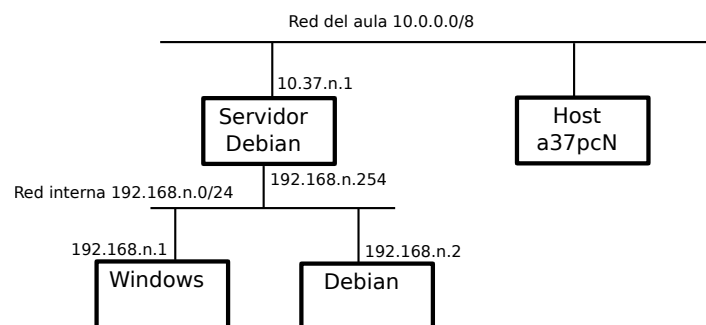 Red del aula 10.0.0.0/8
10.37.n.1
Servidor
Debian
Host
a37pcN
192.168.n.254
Red interna 192.168.n.0/24
192.168.n.1
192.168.n.2
Windows
Debian